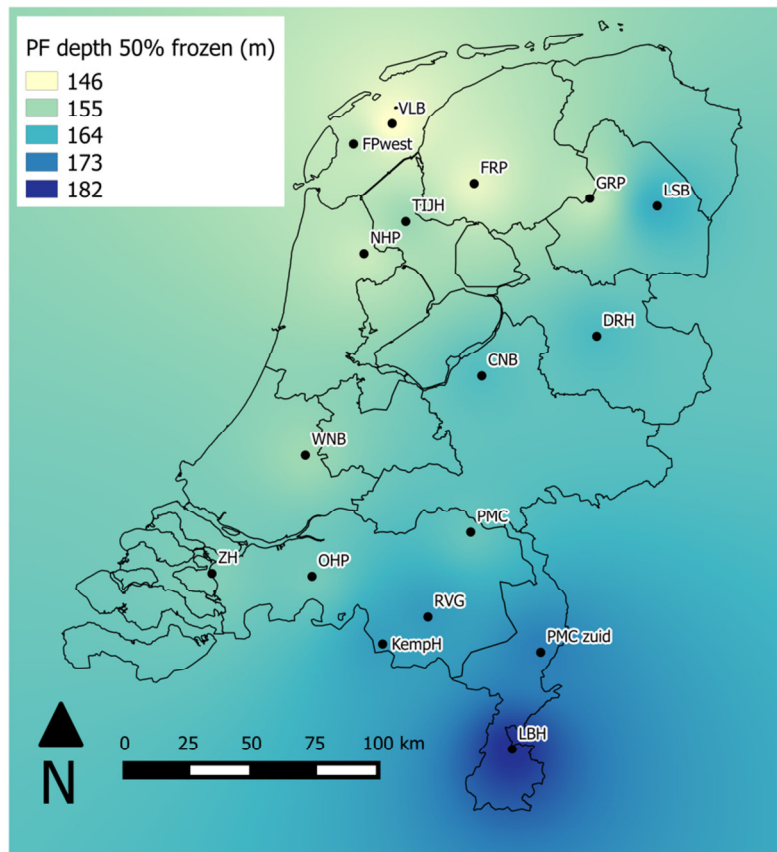 PF depth 50% frozen (m)
146
155
164
173
182
VLB
FPwest
FRP
GRP
LSB
TIJH
NHP
DRH
CNB
WNB
PMC
ZH
OHP
RVG
KempH
PMC zuid
LBH
0 25 50 75 100 km
N